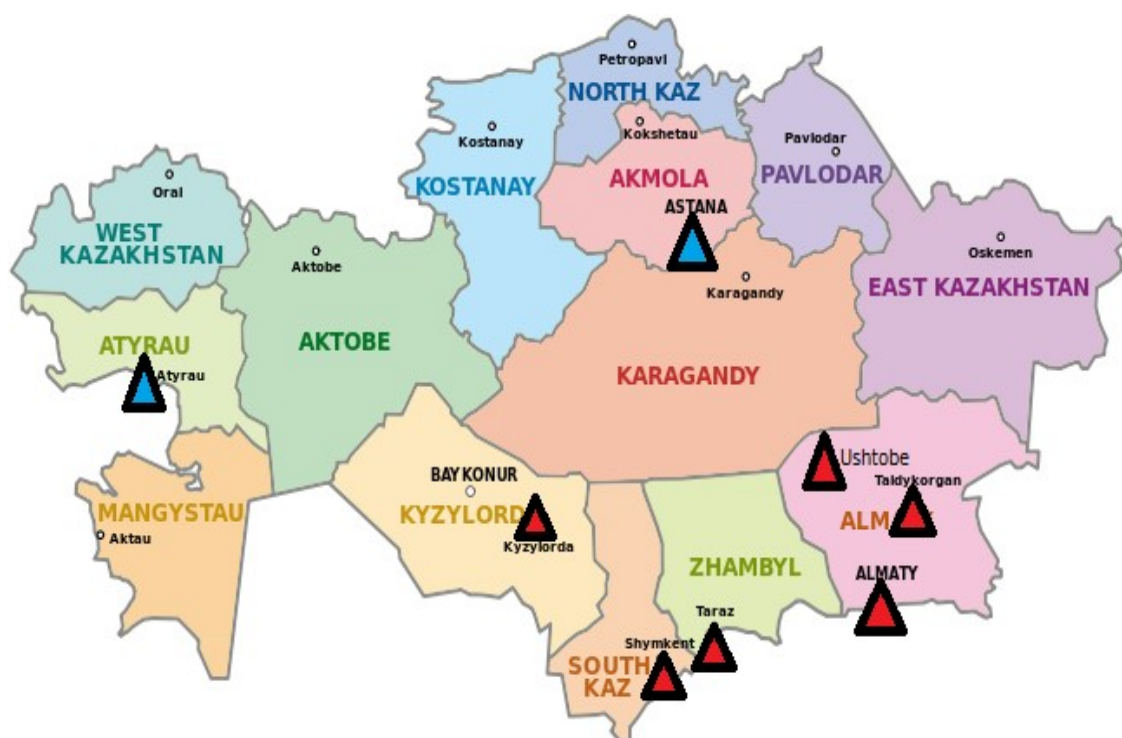 Petropavl
NORTH KAZ
Kostanay
Kokshetau
Pavlodar
KOSTANAY
AKMOLA
PAVLODAR
Oral
ASTANA
WEST
KAZAKHSTAN
Aktobe
Karagandy
Oskemen
EAST KAZAKHSTAN
ATYRAU
AKTOBE
Atyrau
KARAGANDY
Ushtobe
BAYKONUR
Taldykorgan
MANGYSTAU
KYZYLORD
ALM
Aktau
Kyzylorda
ZHAMBYL
ALMATY
Taraz
Shymkent
SOUTH
KAZ